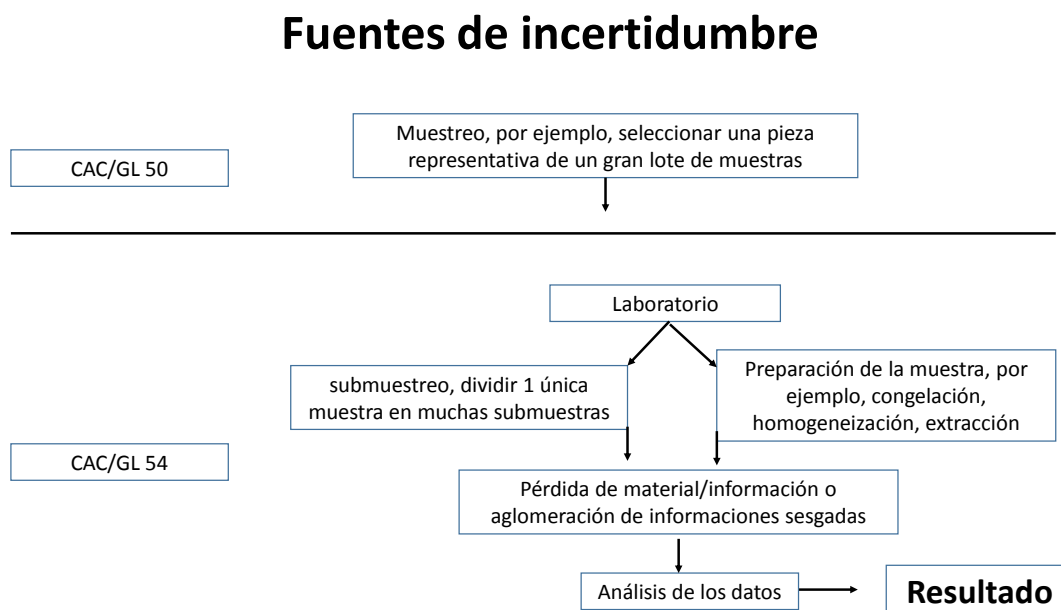 Fuentes de incertidumbre
CAC/GL 50
Muestreo, por ejemplo, seleccionar una pieza
representativa de un gran lote de muestras
Laboratorio
submuestreo, dividir 1 única
muestra en muchas submuestras
Preparación de la muestra, por
ejemplo, congelación,
homogeneización, extracción
CAC/GL 54
Pérdida de material/información o
aglomeración de informaciones sesgadas
Análisis de los datos
Resultado